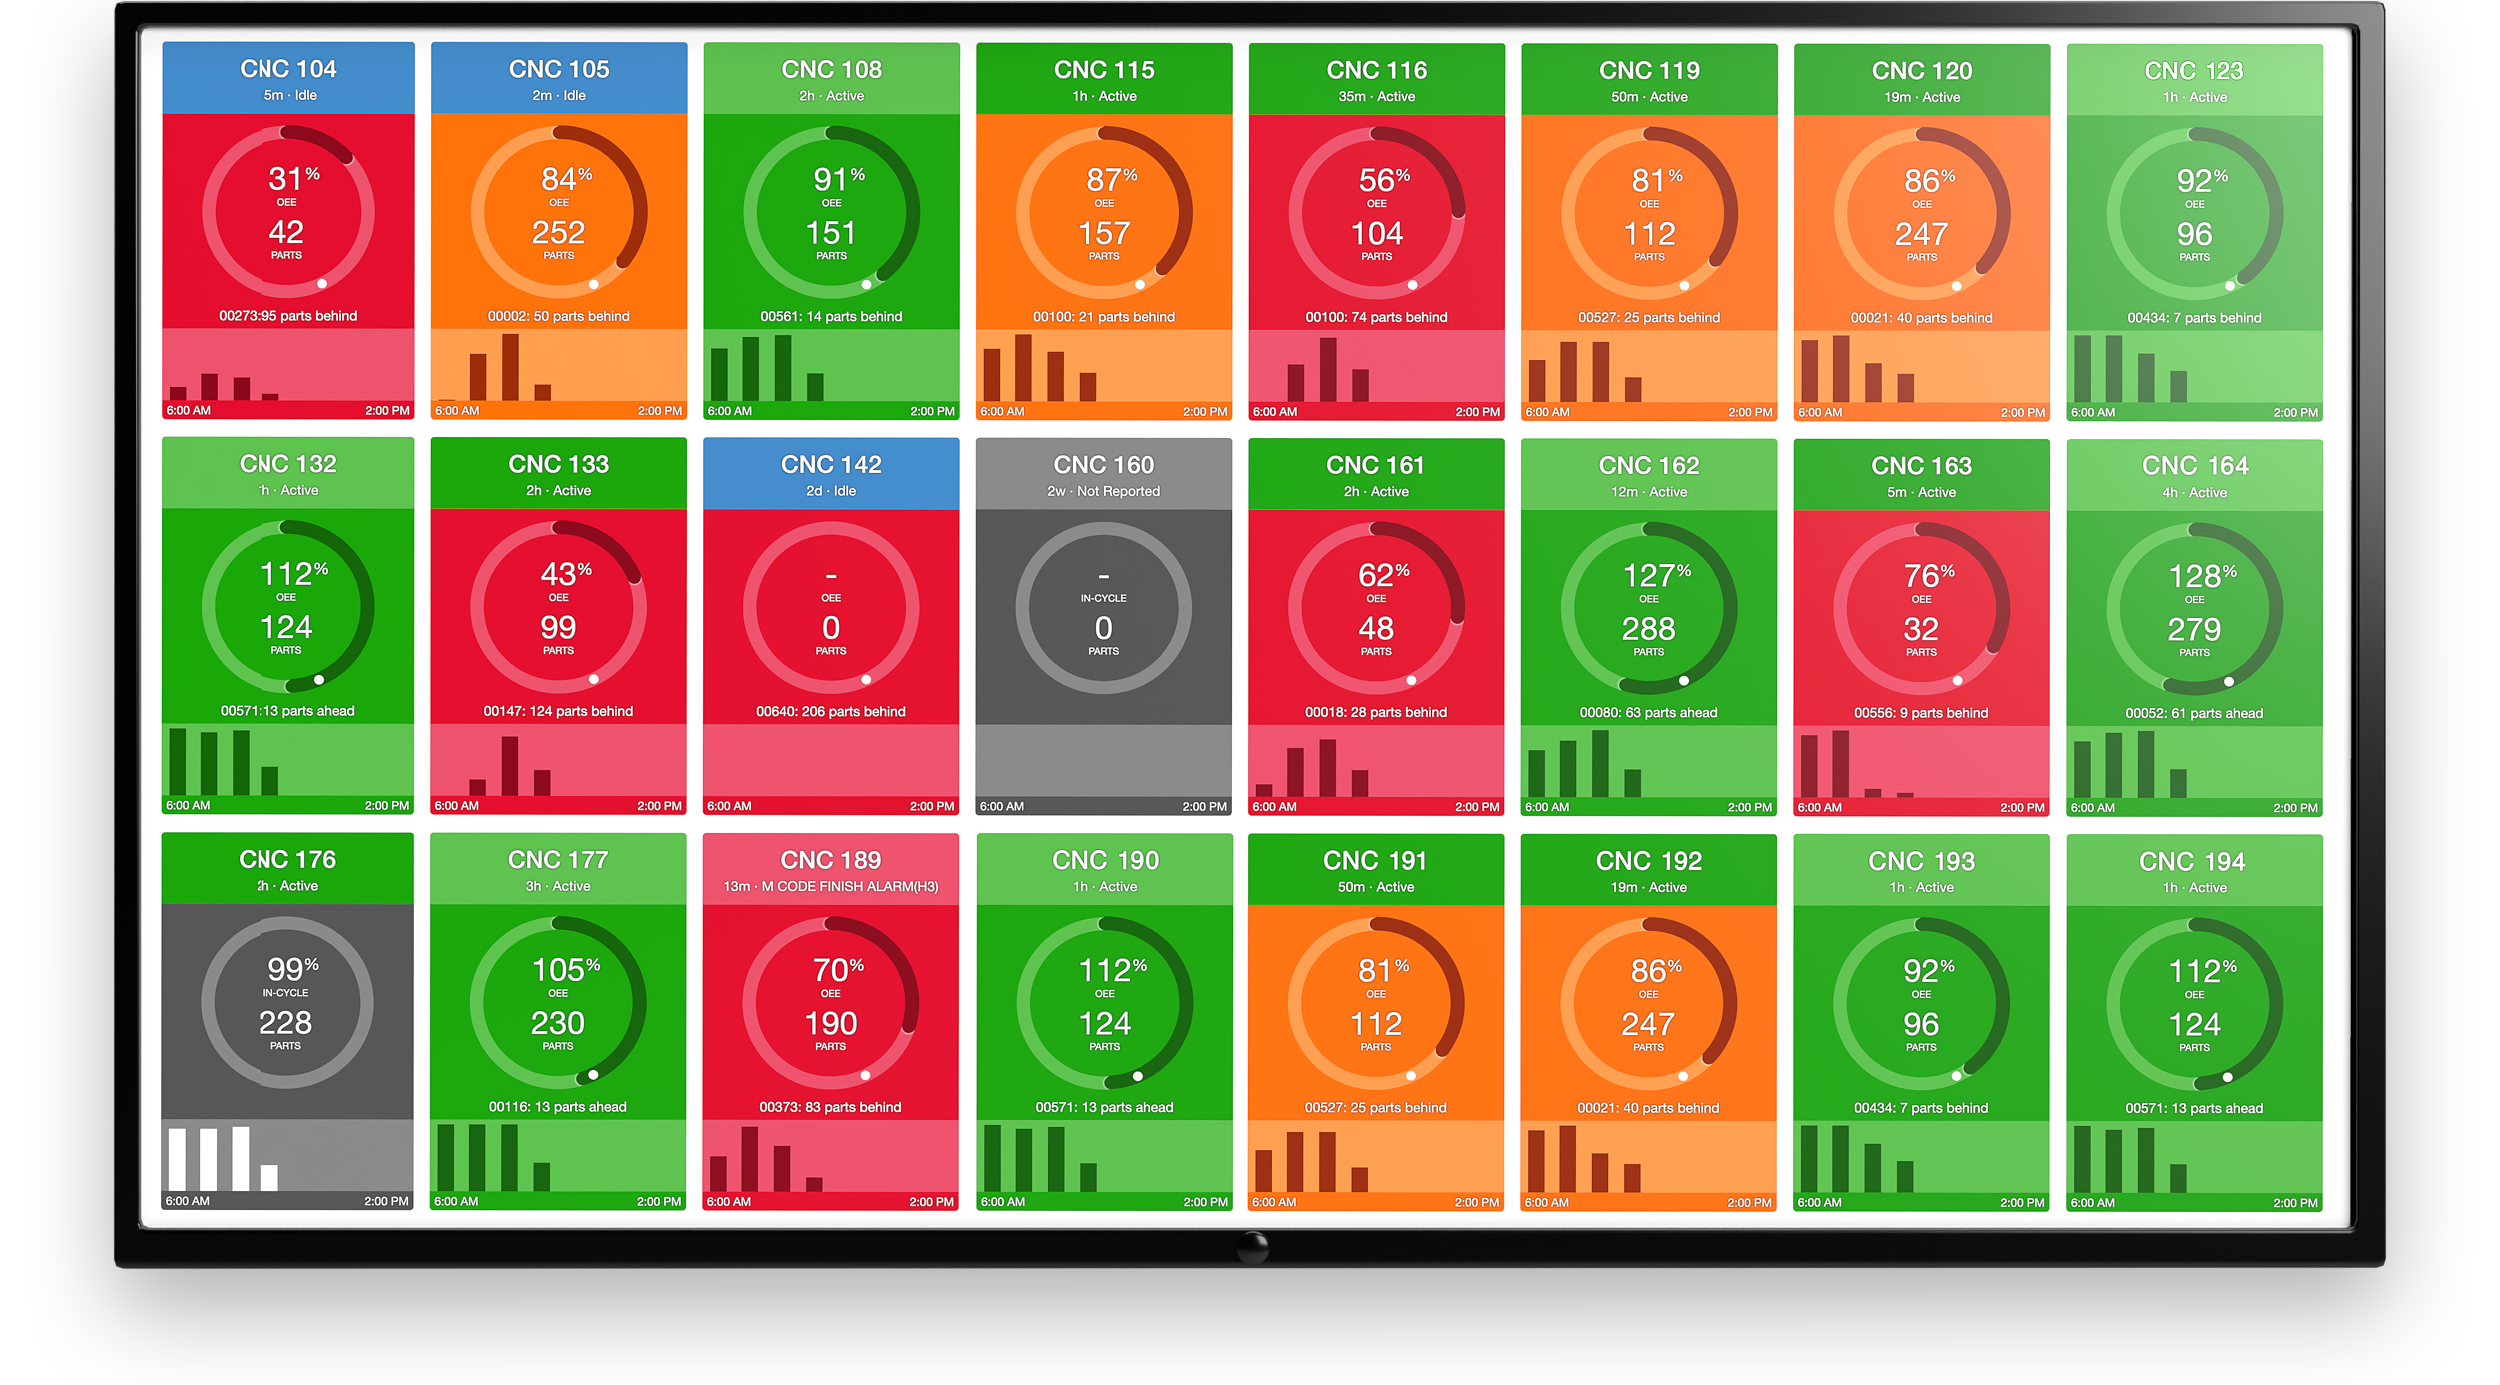 CNC 104
5m · Idle
31%
OEE
42
PARTS
00273:95 parts behind
6:00 AM 2:00 PM
CNC 105
2m · Idle
84%
OEE
252
PARTS
00002: 50 parts behind
6:00 AM 2:00 PM
CNC 108
2h · Active
91%
OEE
151
PARTS
00561: 14 parts behind
6:00 AM 2:00 PM
CNC 115
1h · Active
87%
OEE
157
PARTS
00100: 21 parts behind
6:00 AM 2:00 PM
CNC 116
35m · Active
56%
OEE
104
PARTS
00100: 74 parts behind
6:00 AM 2:00 PM
CNC 119
50m · Active
81%
OEE
112
PARTS
00527: 25 parts behind
6:00 AM 2:00 PM
CNC 120
19m · Active
86%
OEE
247
PARTS
00021: 40 parts behind
6:00 AM 2:00 PM
CNC 123
1h · Active
92%
OEE
96
PARTS
00434: 7 parts behind
6:00 AM 2:00 PM
CNC 132
1h · Active
112%
OEE
124
PARTS
00571:13 parts ahead
6:00 AM 2:00 PM
CNC 133
2h · Active
43%
OEE
99
PARTS
00147: 124 parts behind
6:00 AM 2:00 PM
CNC 142
2d · Idle
-
OEE
0
PARTS
00640: 206 parts behind
6:00 AM 2:00 PM
CNC 160
2w · Not Reported
-
IN-CYCLE
0
PARTS
6:00 AM 2:00 PM
CNC 161
2h · Active
62%
OEE
48
PARTS
00018: 28 parts behind
6:00 AM 2:00 PM
CNC 162
12m · Active
127%
OEE
288
PARTS
00080: 63 parts ahead
6:00 AM 2:00 PM
CNC 163
5m · Active
76%
OEE
32
PARTS
00556: 9 parts behind
6:00 AM 2:00 PM
CNC 164
4h · Active
128%
OEE
279
PARTS
00052: 61 parts ahead
6:00 AM 2:00 PM
CNC 176
2h · Active
99%
IN-CYCLE
228
PARTS
6:00 AM 2:00 PM
CNC 177
3h · Active
105%
OEE
230
PARTS
00116: 13 parts ahead
6:00 AM 2:00 PM
CNC 189
13m · M CODE FINISH ALARM(H3)
70%
OEE
190
PARTS
00373: 83 parts behind
6:00 AM 2:00 PM
CNC 190
1h · Active
112%
OEE
124
PARTS
00571: 13 parts ahead
6:00 AM 2:00 PM
CNC 191
50m · Active
81%
OEE
112
PARTS
00527: 25 parts behind
6:00 AM 2:00 PM
CNC 192
19m · Active
86%
OEE
247
PARTS
00021: 40 parts behind
6:00 AM 2:00 PM
CNC 193
1h · Active
92%
OEE
96
PARTS
00434: 7 parts behind
6:00 AM 2:00 PM
CNC 194
1h · Active
112%
OEE
124
PARTS
00571: 13 parts ahead
6:00 AM 2:00 PM